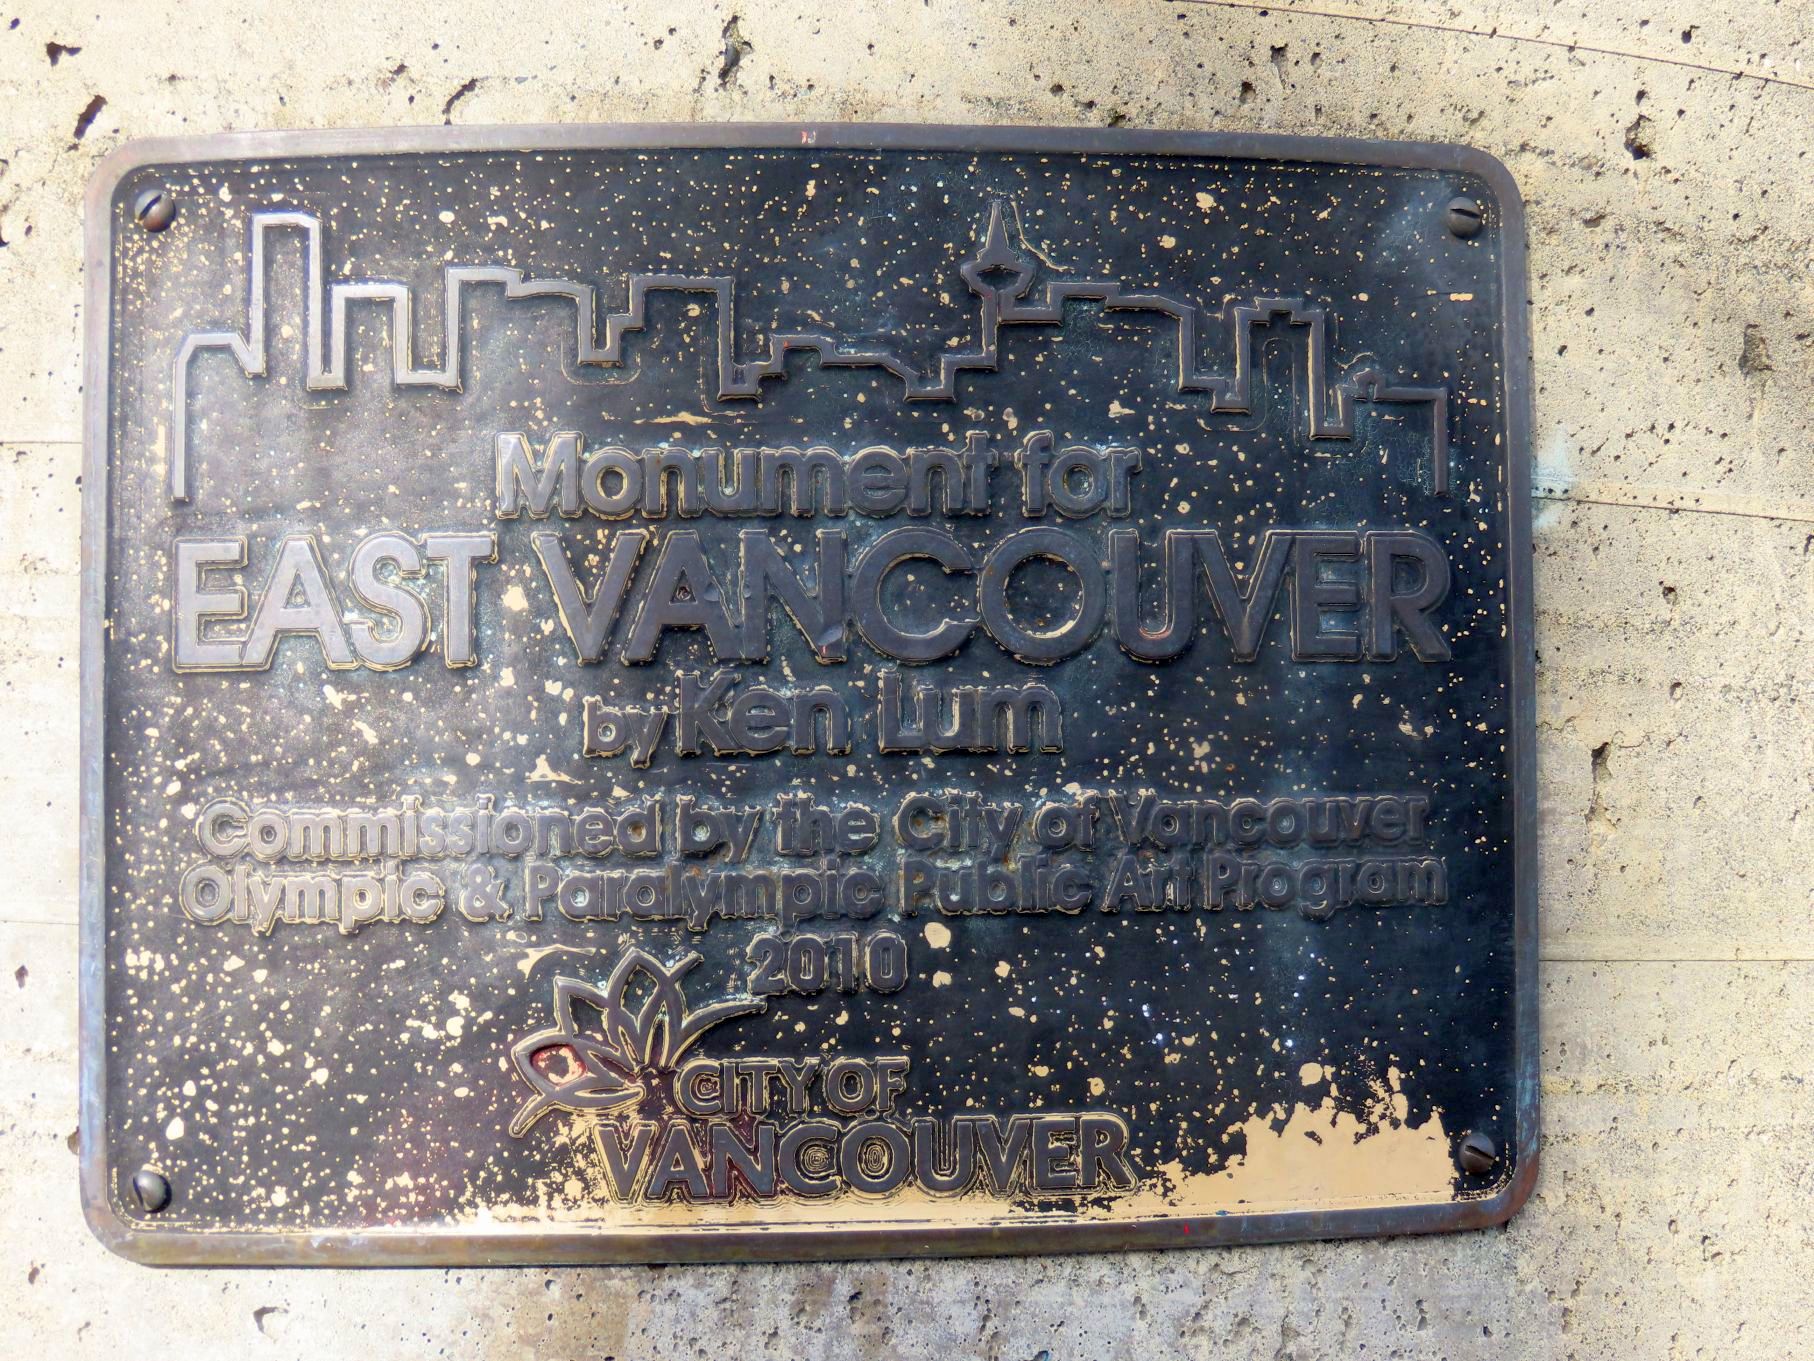 Monument for
EAST VANCOUVER
by Ken Lum
Commissioned by the City of Vancouver
Olympic & Paralympic Public Art Program
2010
CITY OF
VANCOUVER